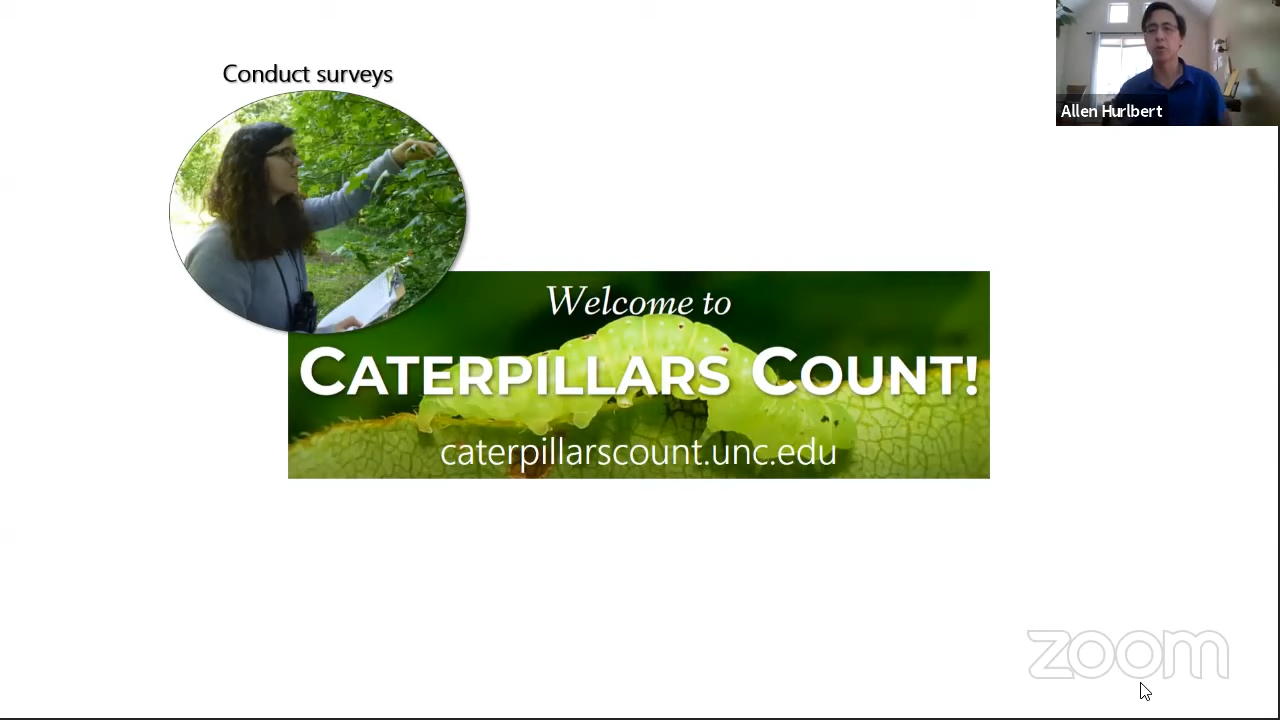 Conduct surveys
Allen Hurlbert
Welcome to
CATERPILLARS COUNT!
caterpillarscount.unc.edu
zoom